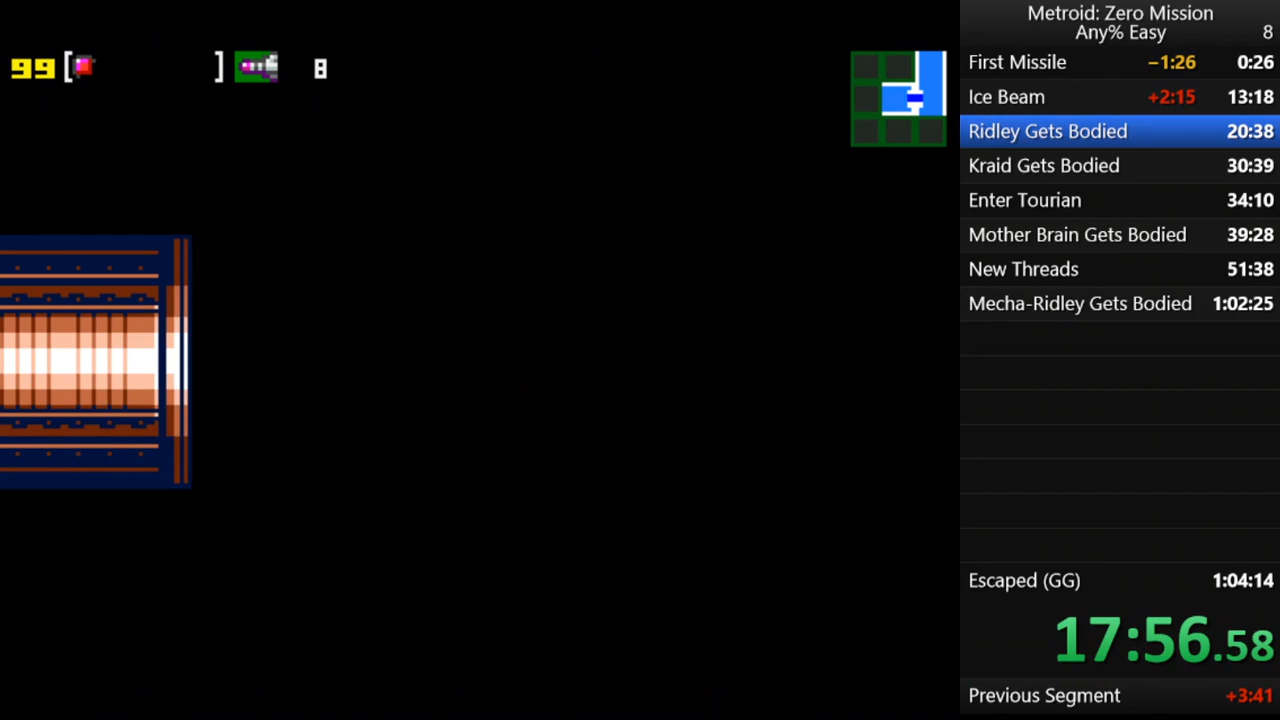 99 [ ] 8
Metroid: Zero Mission
Any% Easy 8
First Missile −1:26 0:26
Ice Beam +2:15 13:18
Ridley Gets Bodied 20:38
Kraid Gets Bodied 30:39
Enter Tourian 34:10
Mother Brain Gets Bodied 39:28
New Threads 51:38
Mecha-Ridley Gets Bodied 1:02:25
Escaped (GG) 1:04:14
17:56.58
Previous Segment +3:41